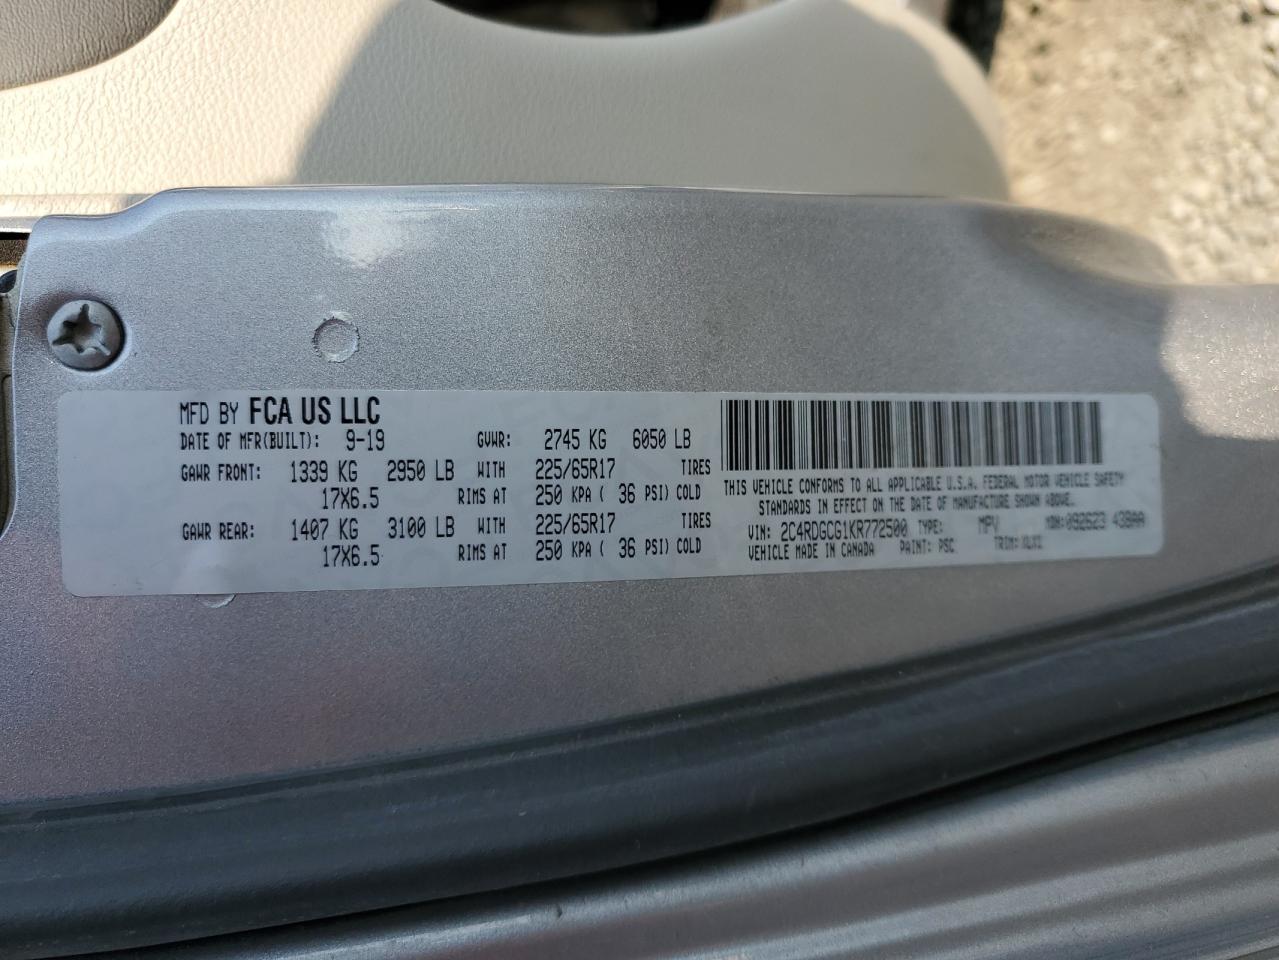 MFD BY FCA US LLC
DATE OF MFR(BUILT): 9-19 GVWR: 2745 KG 6050 LB
GAWR FRONT: 1339 KG 2950 LB WITH 225/65R17 TIRES
17X6.5 RIMS AT 250 KPA ( 36 PSI) COLD
GAWR REAR: 1407 KG 3100 LB WITH 225/65R17 TIRES
17X6.5 RIMS AT 250 KPA ( 36 PSI) COLD
THIS VEHICLE CONFORMS TO ALL APPLICABLE U.S.A. FEDERAL MOTOR VEHICLE SAFETY
STANDARDS IN EFFECT ON THE DATE OF MANUFACTURE SHOWN ABOVE.
VIN: 2C4RDGCG1KR772500 TYPE: MPV MDH: 092623 438AA
VEHICLE MADE IN CANADA PAINT: PSC TRIM: